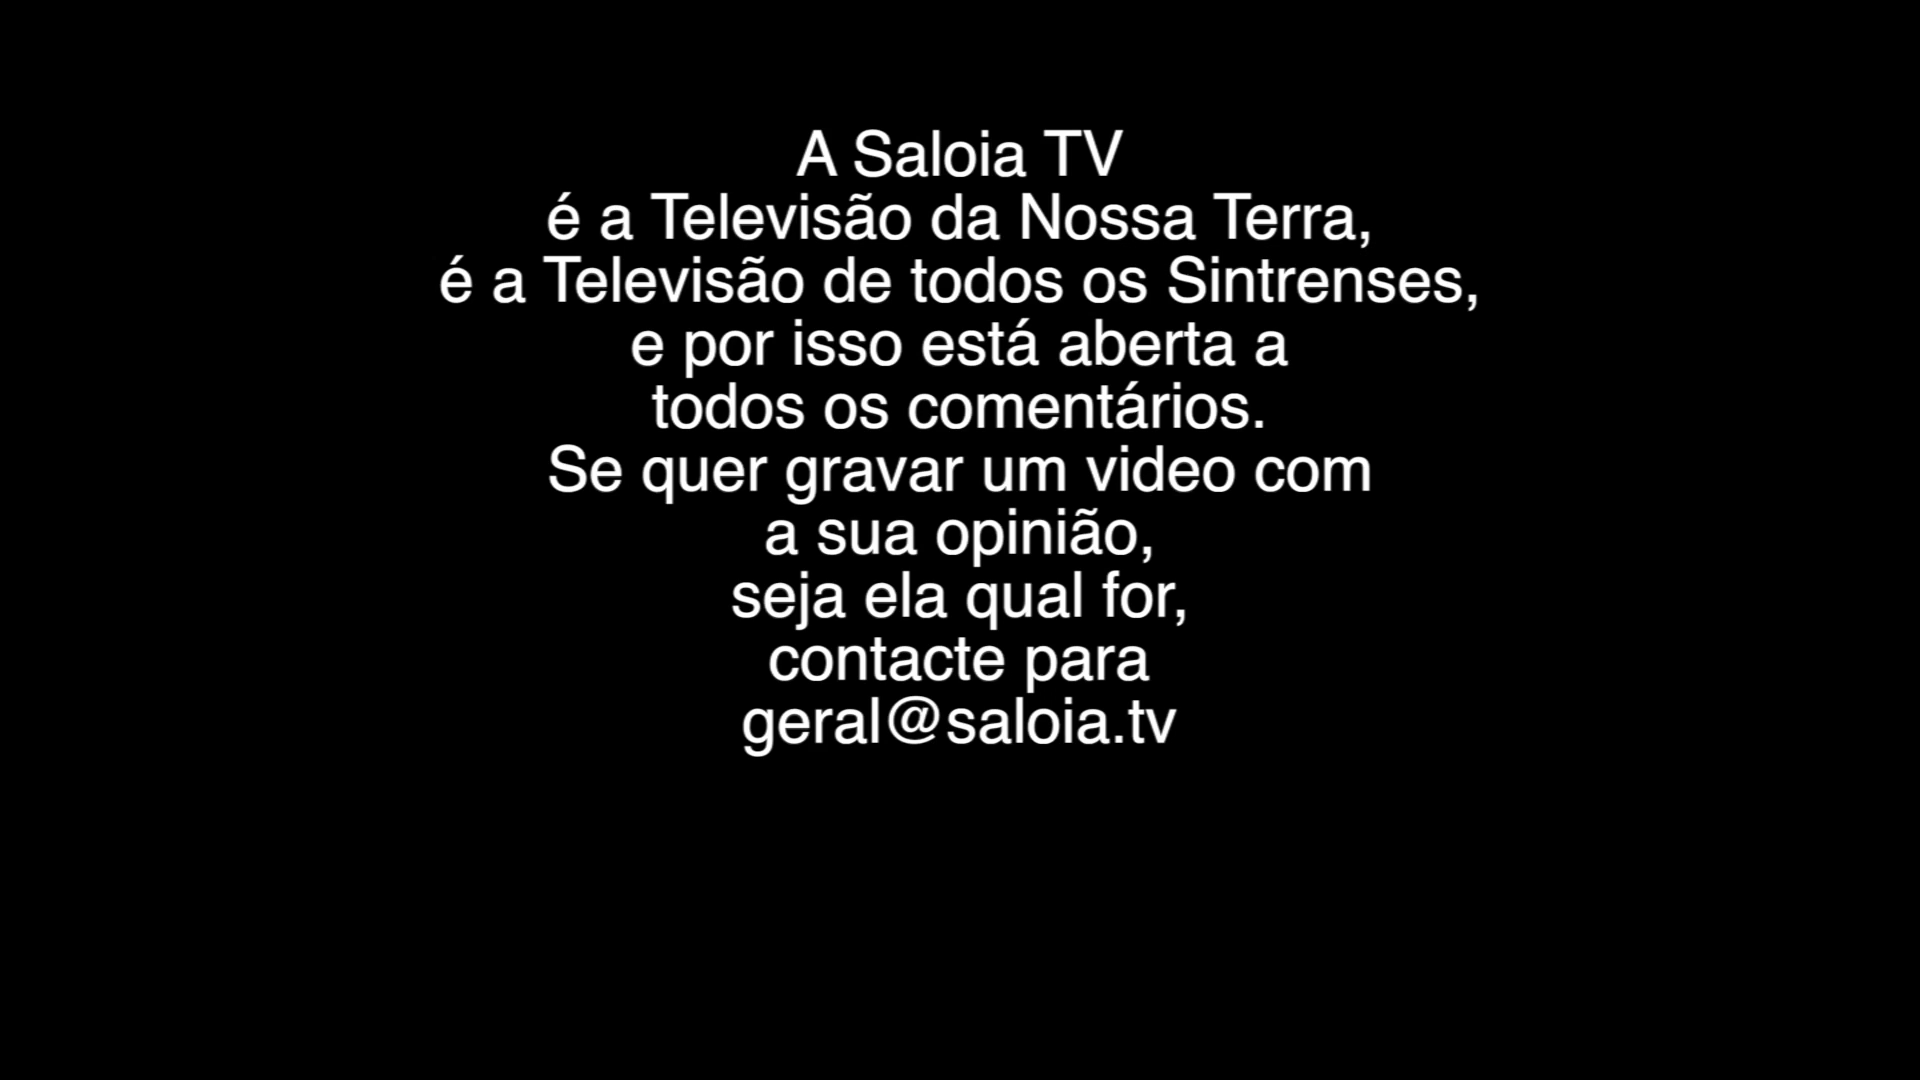 A Saloia TV
é a Televisão da Nossa Terra,
é a Televisão de todos os Sintrenses,
e por isso está aberta a
todos os comentários.
Se quer gravar um video com
a sua opinião,
seja ela qual for,
contacte para
geral@saloia.tv